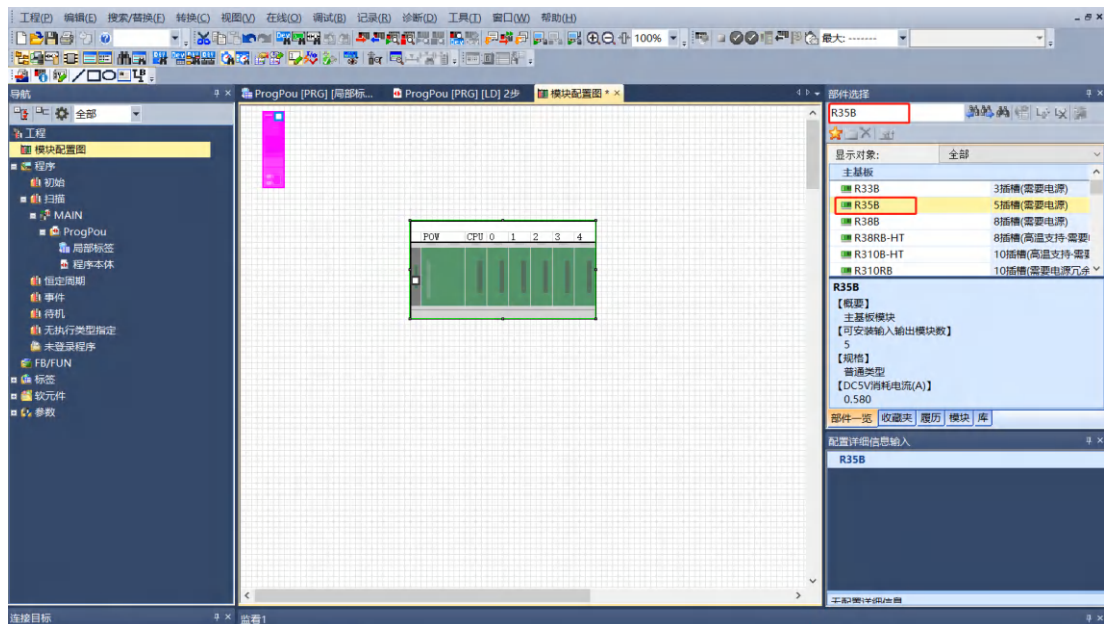 工程(P) 编辑(E) 搜索/替换(F) 转换(C) 视图(V) 在线(O) 调试(B) 记录(R) 诊断(D) 工具(T) 窗口(W) 帮助(H)
100%
最大: -------
导航
全部
工程
模块配置图
程序
初始
扫描
MAIN
ProgPou
局部标签
程序本体
恒定周期
事件
待机
无执行类型指定
未登录程序
FB/FUN
标签
软元件
参数
ProgPou [PRG] [局部标... ProgPou [PRG] [LD] 2步 模块配置图 *
POW CPU 0 1 2 3 4
部件选择
R35B
显示对象: 全部
主基板
R33B 3插槽(需要电源)
R35B 5插槽(需要电源)
R38B 8插槽(需要电源)
R38RB-HT 8插槽(高温支持·需要
R310B-HT 10插槽(高温支持·需
R310RB 10插槽(需要电源冗余
R35B
【概要】
主基板模块
【可安装输入输出模块数】
5
【规格】
普通类型
【DC5V消耗电流(A)】
0.580
部件一览 收藏夹 履历 模块 库
配置详细信息输入
R35B
无配置详细信息
连接目标
监看1